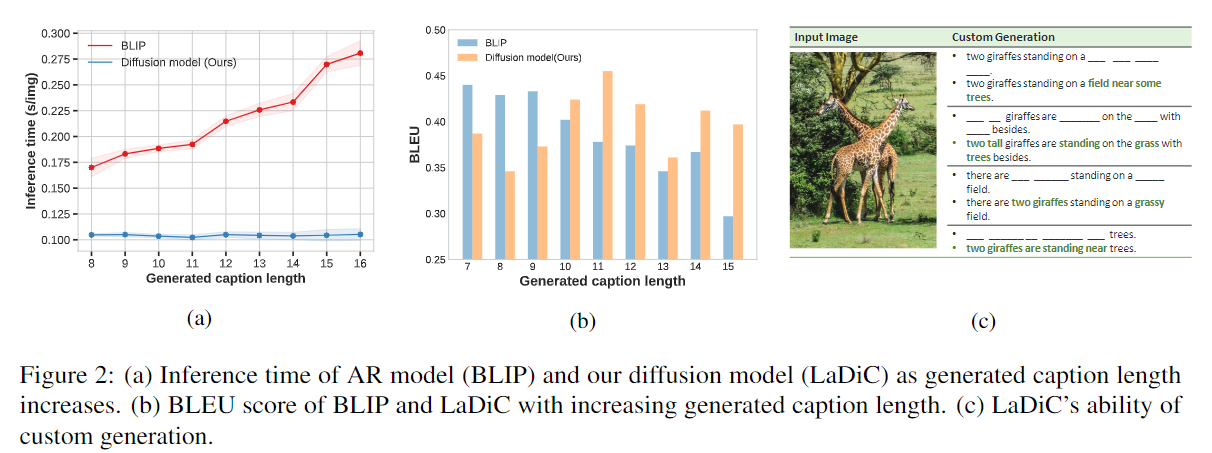 0.300
0.275
0.250
0.225
0.200
0.175
0.150
0.125
0.100
Inference time (s/img)
BLIP
Diffusion model (Ours)
8 9 10 11 12 13 14 15 16
Generated caption length
(a)
0.50
0.45
0.40
0.35
0.30
0.25
BLEU
BLIP
Diffusion model(Ours)
7 8 9 10 11 12 13 14 15
Generated caption length
(b)
Input Image Custom Generation
• two giraffes standing on a ___ ___ ____
____.
• two giraffes standing on a field near some
trees.
• ___ __ giraffes are _______ on the ____ with
____ besides.
• two tall giraffes are standing on the grass with
trees besides.
• there are ___ ______ standing on a _____
field.
• there are two giraffes standing on a grassy
field.
• ___ _______ ___ _______ ____ trees.
• two giraffes are standing near trees.
(c)
Figure 2: (a) Inference time of AR model (BLIP) and our diffusion model (LaDiC) as generated caption length
increases. (b) BLEU score of BLIP and LaDiC with increasing generated caption length. (c) LaDiC's ability of
custom generation.